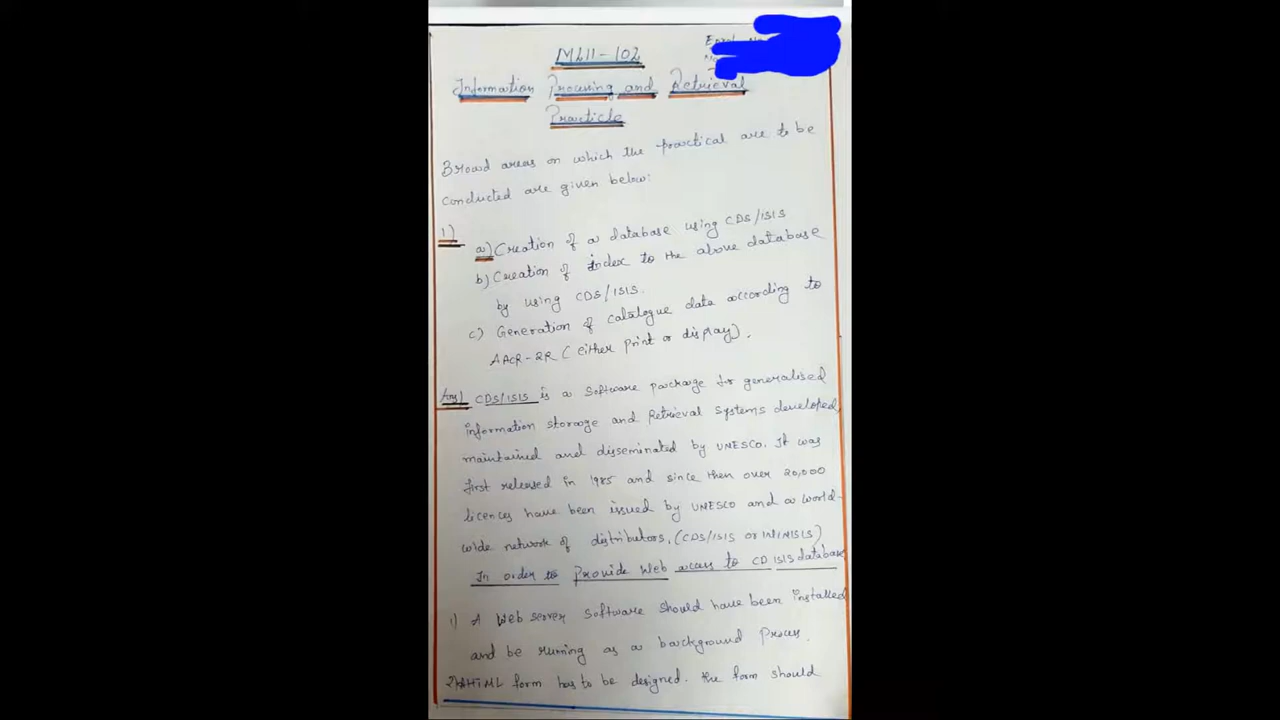 MLII-102
Enrol. No
Information Processing and Retrieval
Practicle
Broad areas on which the practical are to be
conducted are given below:
1)
a) Creation of a database using CDS/ISIS
b) Creation of Index to the above database
by using CDS/ISIS.
c) Generation of catalogue data according to
AACR-2R (either print or display).
Ans) CDS/ISIS is a Software package for generalised
information storage and Retrieval Systems developed,
maintained and disseminated by UNESCO. It was
first released in 1985 and since then over 20,000
licences have been issued by UNESCO and a world-
wide network of distributors, (CDS/ISIS or WINISIS)
In order to Provide Web access to CD ISIS database
1) A Web server Software should have been installed
and be running as a background Process.
2) HTML form has to be designed. The form should